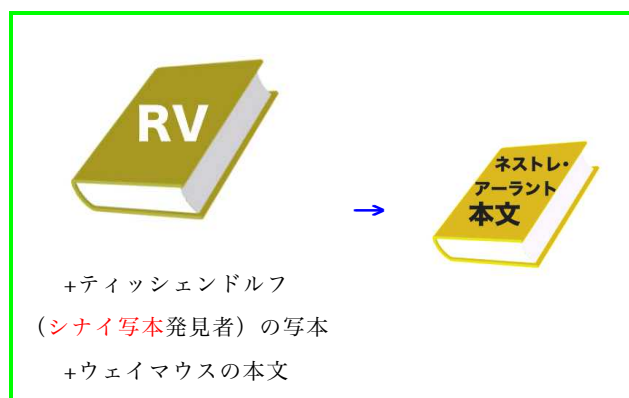 RV
ネストレ・
アーラント
本文
→
+ティッシェンドルフ
（シナイ写本発見者）の写本
+ウェイマウスの本文